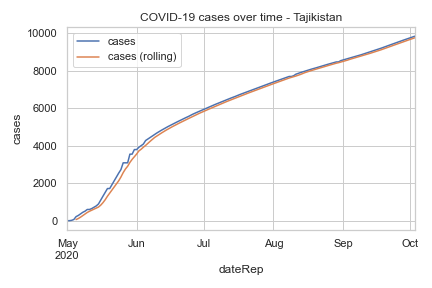 COVID-19 cases over time - Tajikistan
cases
cases (rolling)
10000
8000
6000
4000
2000
0
cases
May
2020
Jun
Jul
Aug
Sep
Oct
dateRep